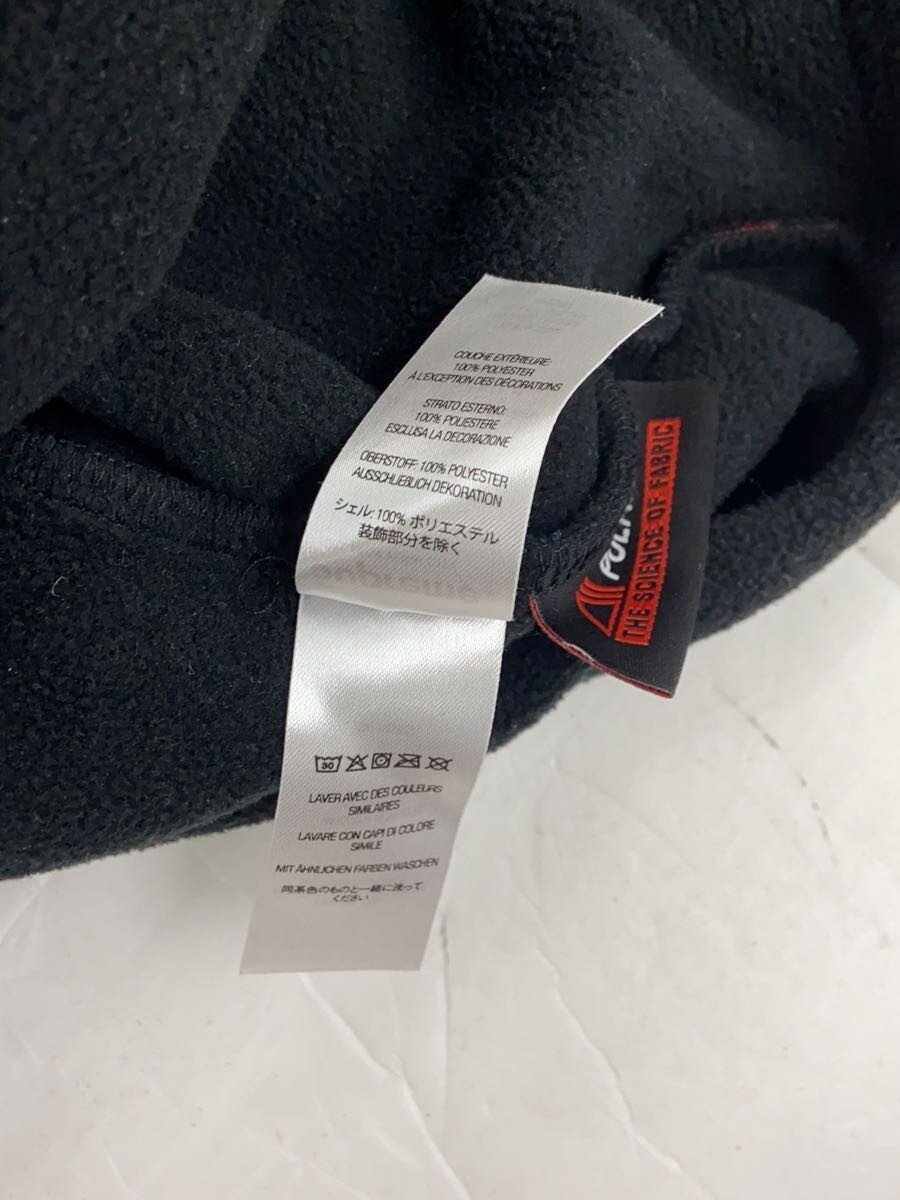 COUCHE EXTÉRIEURE:
100% POLYESTER
À L'EXCEPTION DES DÉCORATIONS
STRATO ESTERNO:
100% POLIESTERE
ESCLUSA LA DECORAZIONE
OBERSTOFF: 100% POLYESTER
AUSSCHLIEßLICH DEKORATION
シェル: 100% ポリエステル
装飾部分を除く
30
LAVER AVEC DES COULEURS
SIMILAIRES
LAVARE CON CAPI DI COLORE
SIMILE
MIT ÄHNLICHEN FARBEN WASCHEN
同系色のものと一緒に洗って
ください
THE SCIENCE OF FABRIC